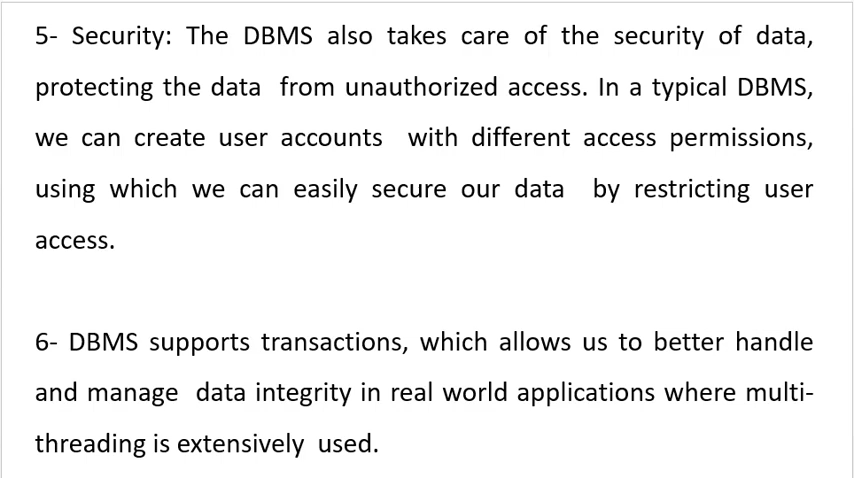 5- Security: The DBMS also takes care of the security of data,
protecting the data from unauthorized access. In a typical DBMS,
we can create user accounts with different access permissions,
using which we can easily secure our data by restricting user
access.
6- DBMS supports transactions, which allows us to better handle
and manage data integrity in real world applications where multi-
threading is extensively used.